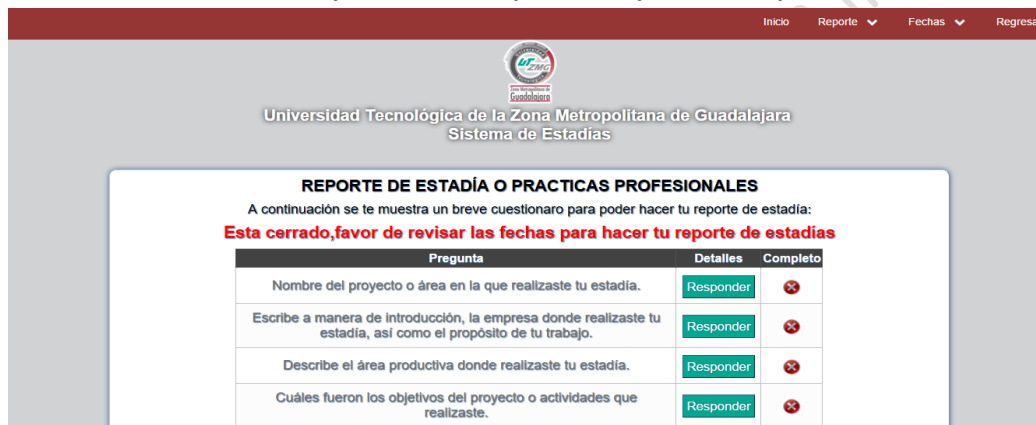 Inicio Reporte Fechas Regresa
UTZMG
Guadalajara
Universidad Tecnológica de la Zona Metropolitana de Guadalajara
Sistema de Estadías
REPORTE DE ESTADÍA O PRACTICAS PROFESIONALES
A continuación se te muestra un breve cuestionaro para poder hacer tu reporte de estadía:
Esta cerrado,favor de revisar las fechas para hacer tu reporte de estadias
Pregunta Detalles Completo
Nombre del proyecto o área en la que realizaste tu estadía. Responder
Escribe a manera de introducción, la empresa donde realizaste tu
estadía, así como el propósito de tu trabajo. Responder
Describe el área productiva donde realizaste tu estadía. Responder
Cuáles fueron los objetivos del proyecto o actividades que
realizaste. Responder